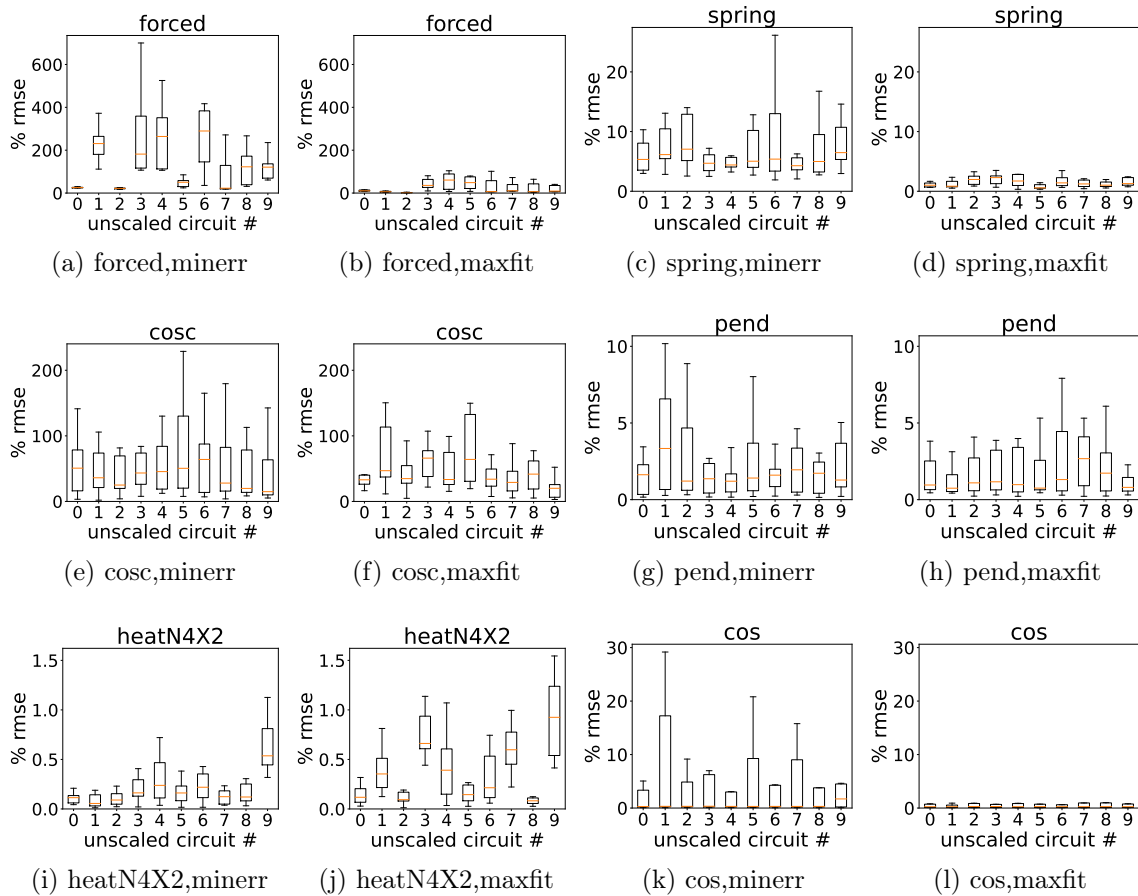 forced
% rmse
600
400
200
0
0 1 2 3 4 5 6 7 8 9
unscaled circuit #
(a) forced,minerr
forced
% rmse
600
400
200
0
0 1 2 3 4 5 6 7 8 9
unscaled circuit #
(b) forced,maxfit
spring
% rmse
20
10
0
0 1 2 3 4 5 6 7 8 9
unscaled circuit #
(c) spring,minerr
spring
% rmse
20
10
0
0 1 2 3 4 5 6 7 8 9
unscaled circuit #
(d) spring,maxfit
cosc
% rmse
200
100
0
0 1 2 3 4 5 6 7 8 9
unscaled circuit #
(e) cosc,minerr
cosc
% rmse
200
100
0
0 1 2 3 4 5 6 7 8 9
unscaled circuit #
(f) cosc,maxfit
pend
% rmse
10
5
0
0 1 2 3 4 5 6 7 8 9
unscaled circuit #
(g) pend,minerr
pend
% rmse
10
5
0
0 1 2 3 4 5 6 7 8 9
unscaled circuit #
(h) pend,maxfit
heatN4X2
% rmse
1.5
1.0
0.5
0.0
0 1 2 3 4 5 6 7 8 9
unscaled circuit #
(i) heatN4X2,minerr
heatN4X2
% rmse
1.5
1.0
0.5
0.0
0 1 2 3 4 5 6 7 8 9
unscaled circuit #
(j) heatN4X2,maxfit
cos
% rmse
30
20
10
0
0 1 2 3 4 5 6 7 8 9
unscaled circuit #
(k) cos,minerr
cos
% rmse
30
20
10
0
0 1 2 3 4 5 6 7 8 9
unscaled circuit #
(l) cos,maxfit